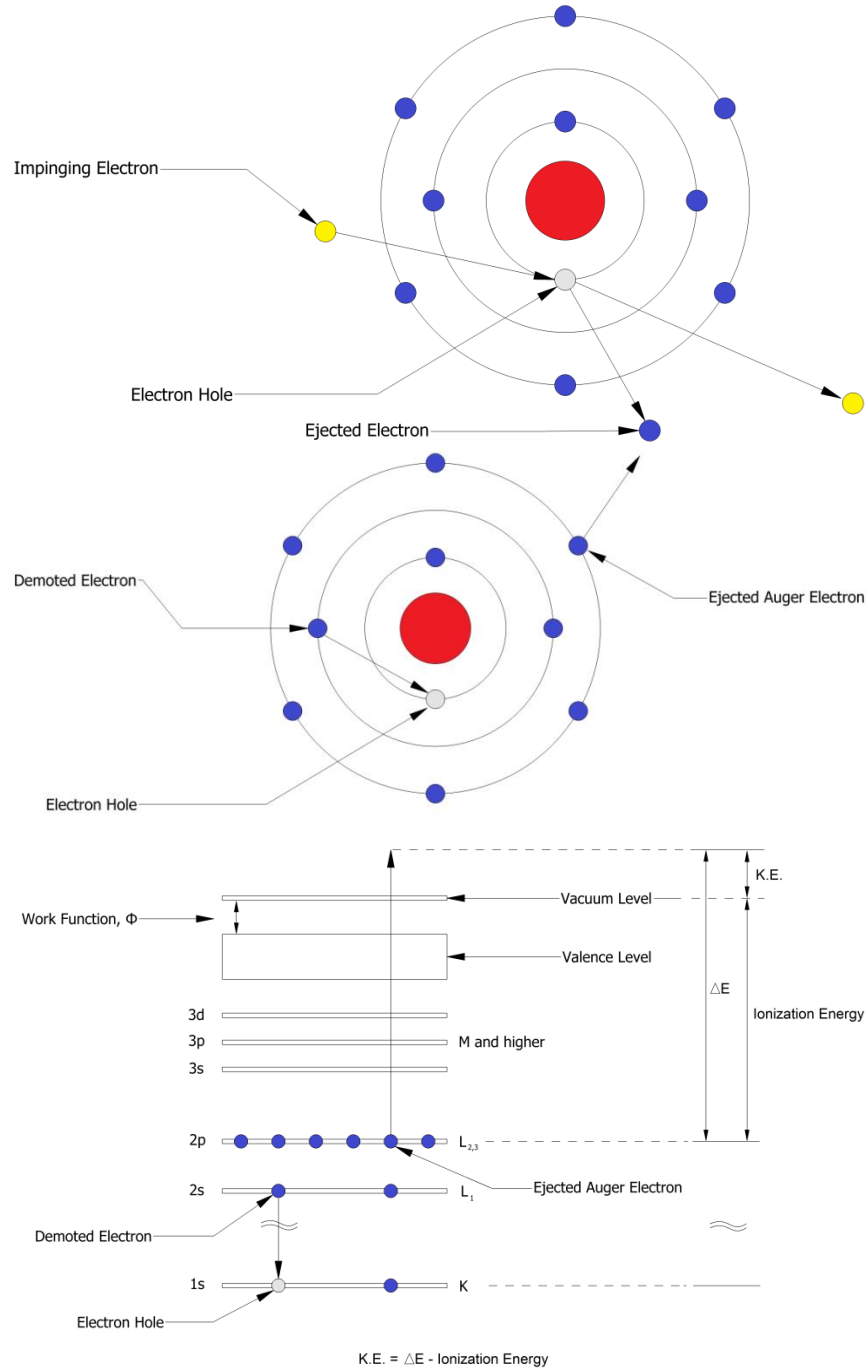 Impinging Electron
Electron Hole
Ejected Electron
Demoted Electron
Ejected Auger Electron
Electron Hole
K.E.
Vacuum Level
Work Function, Φ
Valence Level
△E
Ionization Energy
3d
3p
M and higher
3s
2p
L2,3
Ejected Auger Electron
2s
L1
Demoted Electron
1s
K
Electron Hole
K.E. = △E - Ionization Energy